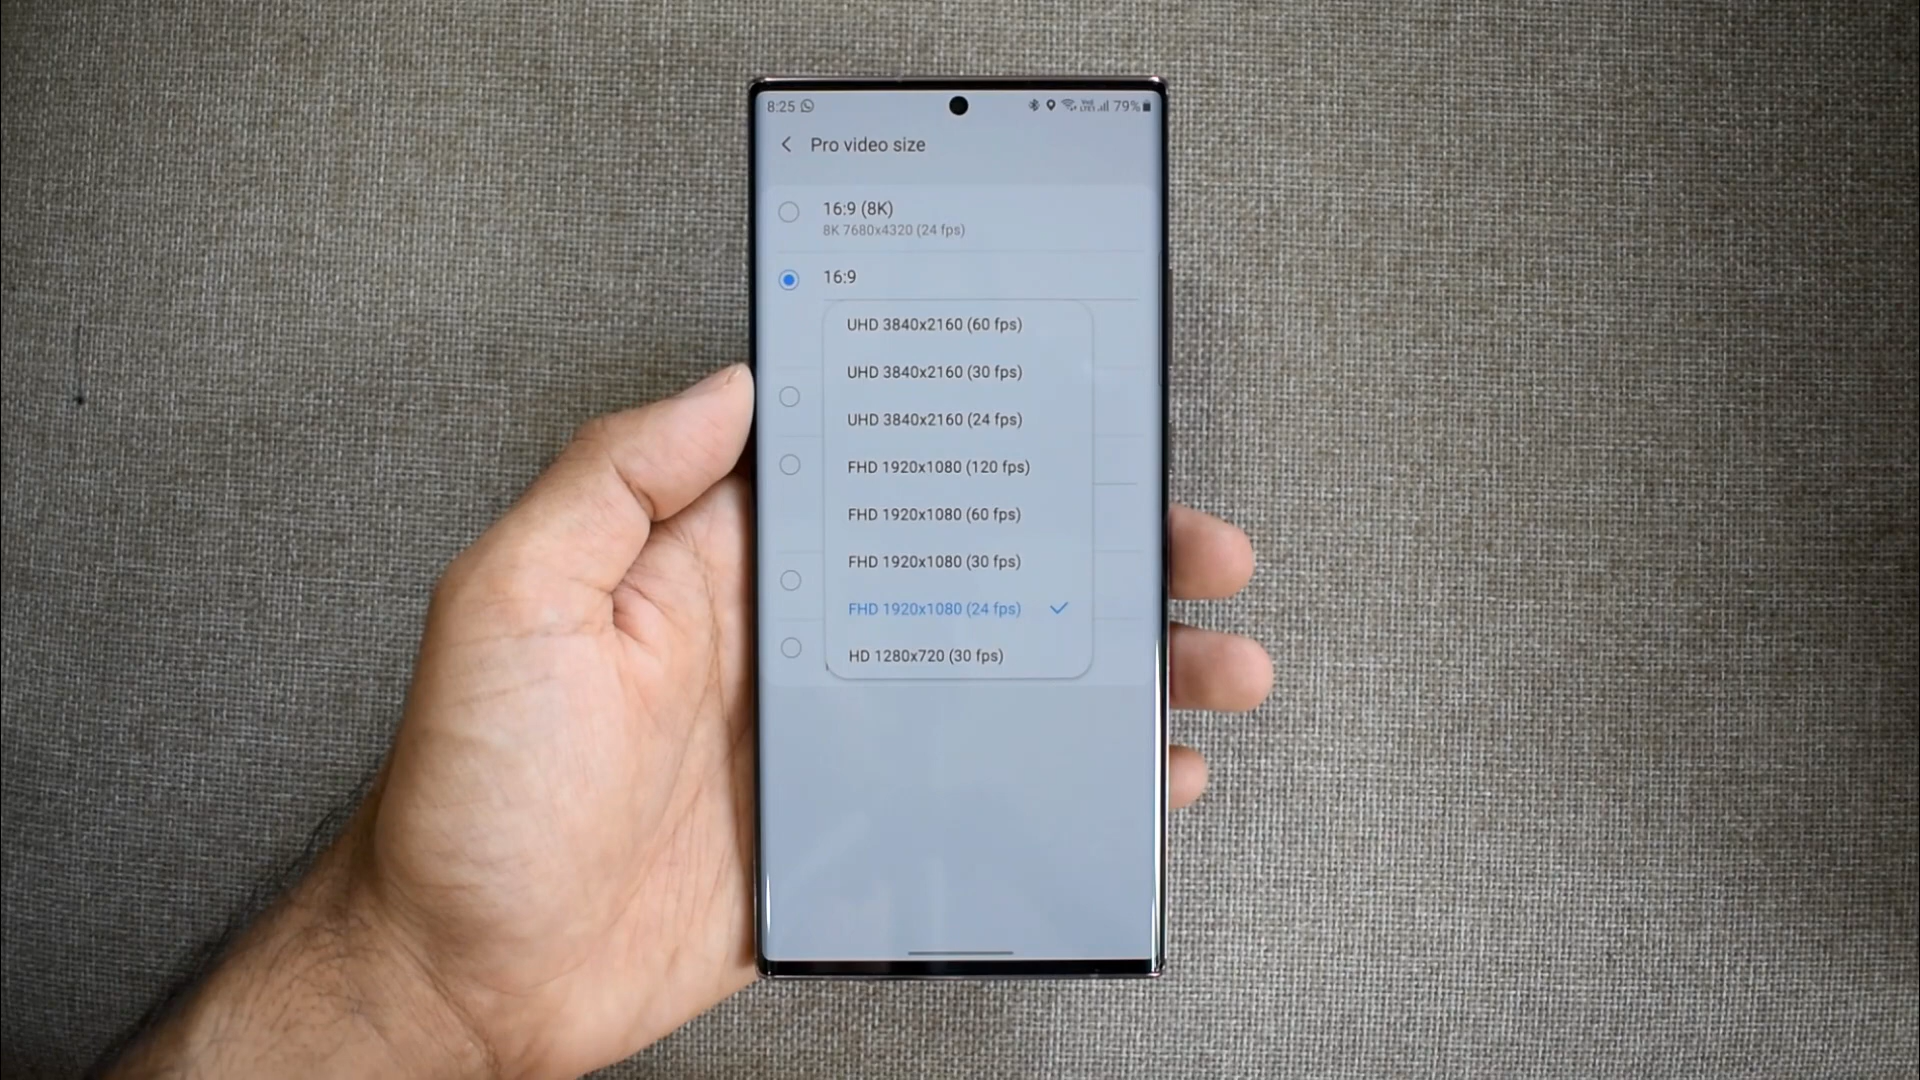 8:25
79%
Pro video size
16:9 (8K)
8K 7680x4320 (24 fps)
16:9
UHD 3840x2160 (60 fps)
UHD 3840x2160 (30 fps)
UHD 3840x2160 (24 fps)
FHD 1920x1080 (120 fps)
FHD 1920x1080 (60 fps)
FHD 1920x1080 (30 fps)
FHD 1920x1080 (24 fps)
HD 1280x720 (30 fps)